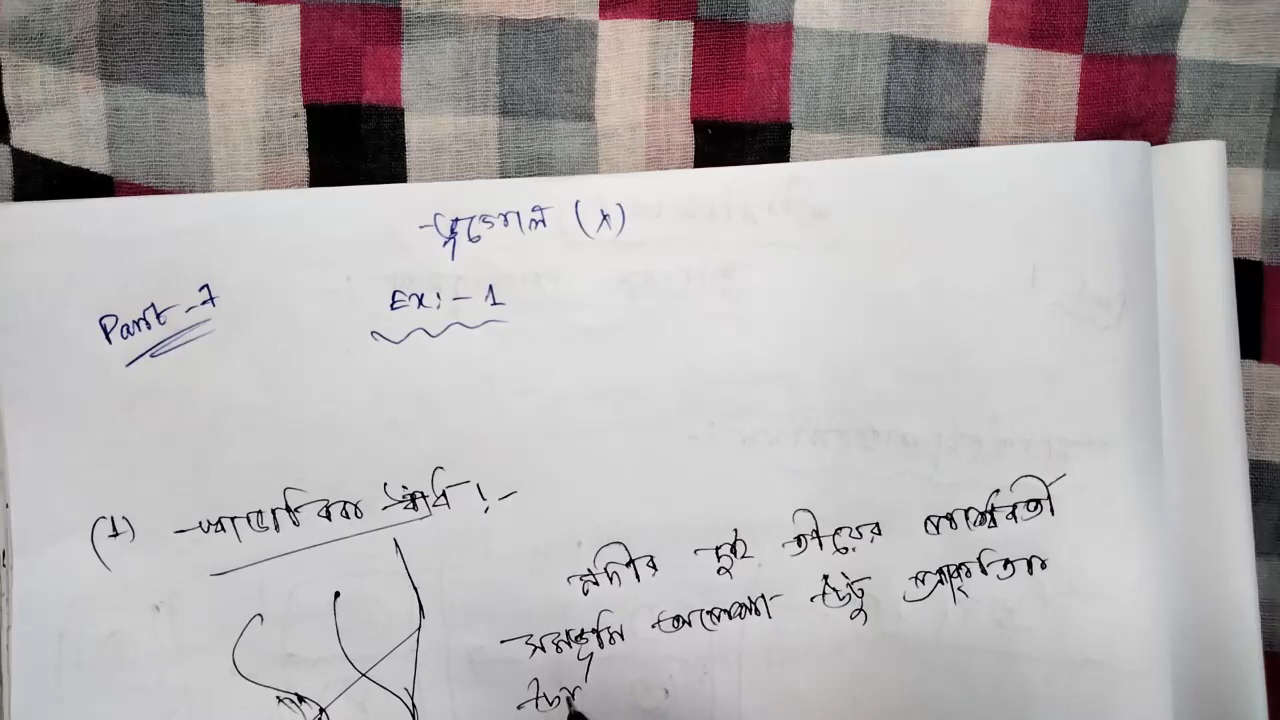 ভূগোল (X)
Part-7
Ex:- 1
(1) স্বাভাবিক বাঁধ :-
নদীর দুই তীরের পার্শ্ববর্তী
সমভূমি অপেক্ষা উঁচু প্রাকৃতিক